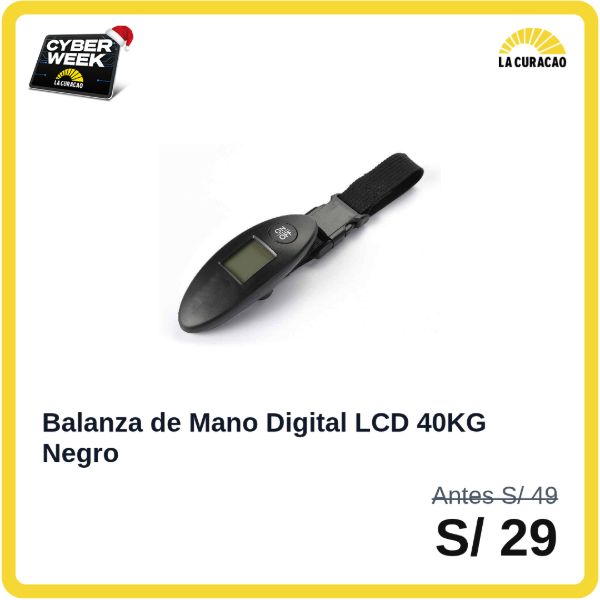 CYBER
WEEK
LA CURACAO
LA CURACAO
Balanza de Mano Digital LCD 40KG
Negro
Antes S/ 49
S/ 29